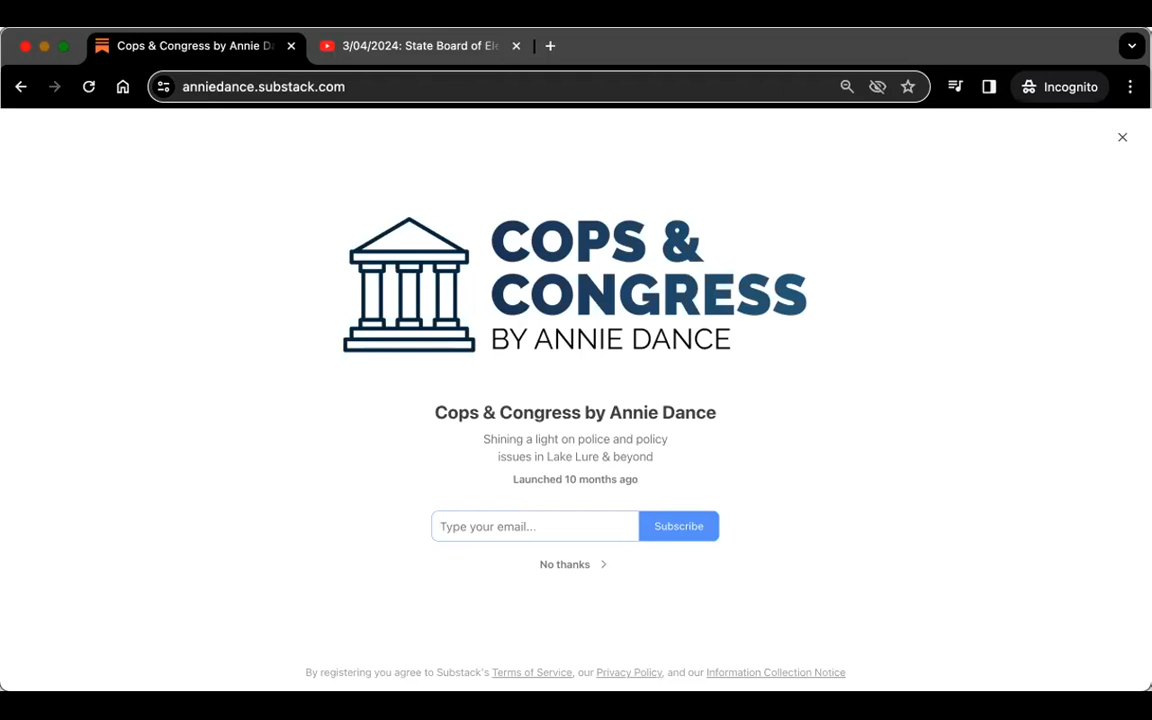 Cops & Congress by Annie D
3/04/2024: State Board of Ele
anniedance.substack.com
Incognito
COPS &
CONGRESS
BY ANNIE DANCE
Cops & Congress by Annie Dance
Shining a light on police and policy
issues in Lake Lure & beyond
Launched 10 months ago
Type your email...
Subscribe
No thanks
By registering you agree to Substack's Terms of Service, our Privacy Policy, and our Information Collection Notice